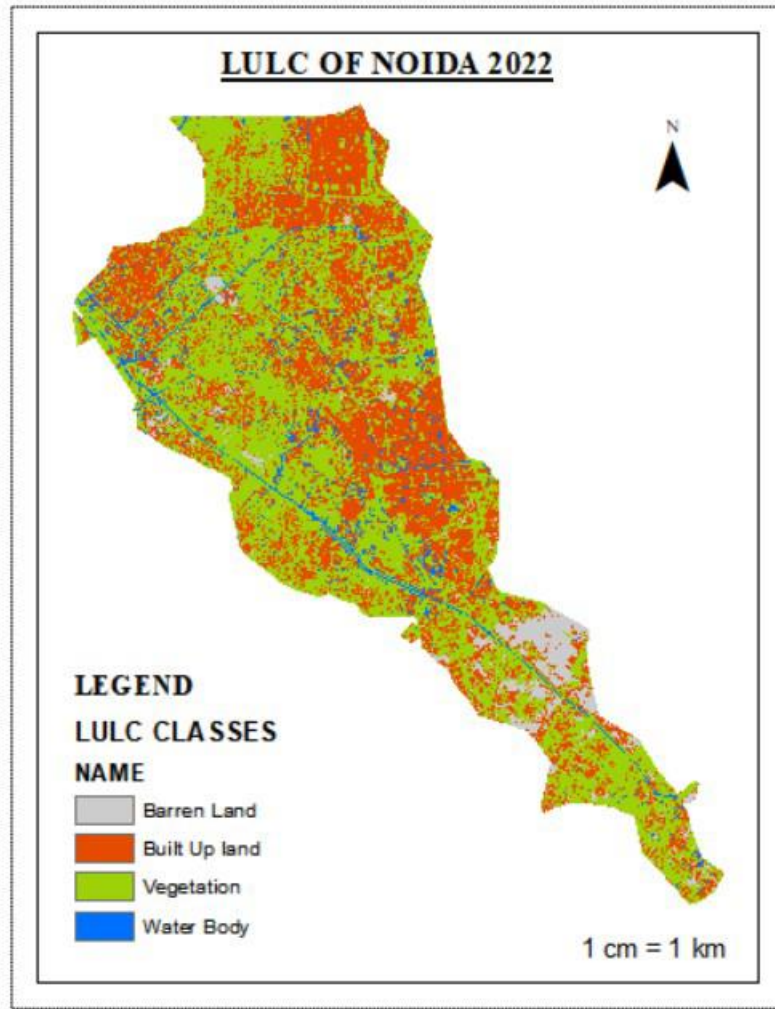 LULC OF NOIDA 2022
N
LEGEND
LULC CLASSES
NAME
Barren Land
Built Up land
Vegetation
Water Body
1 cm = 1 km